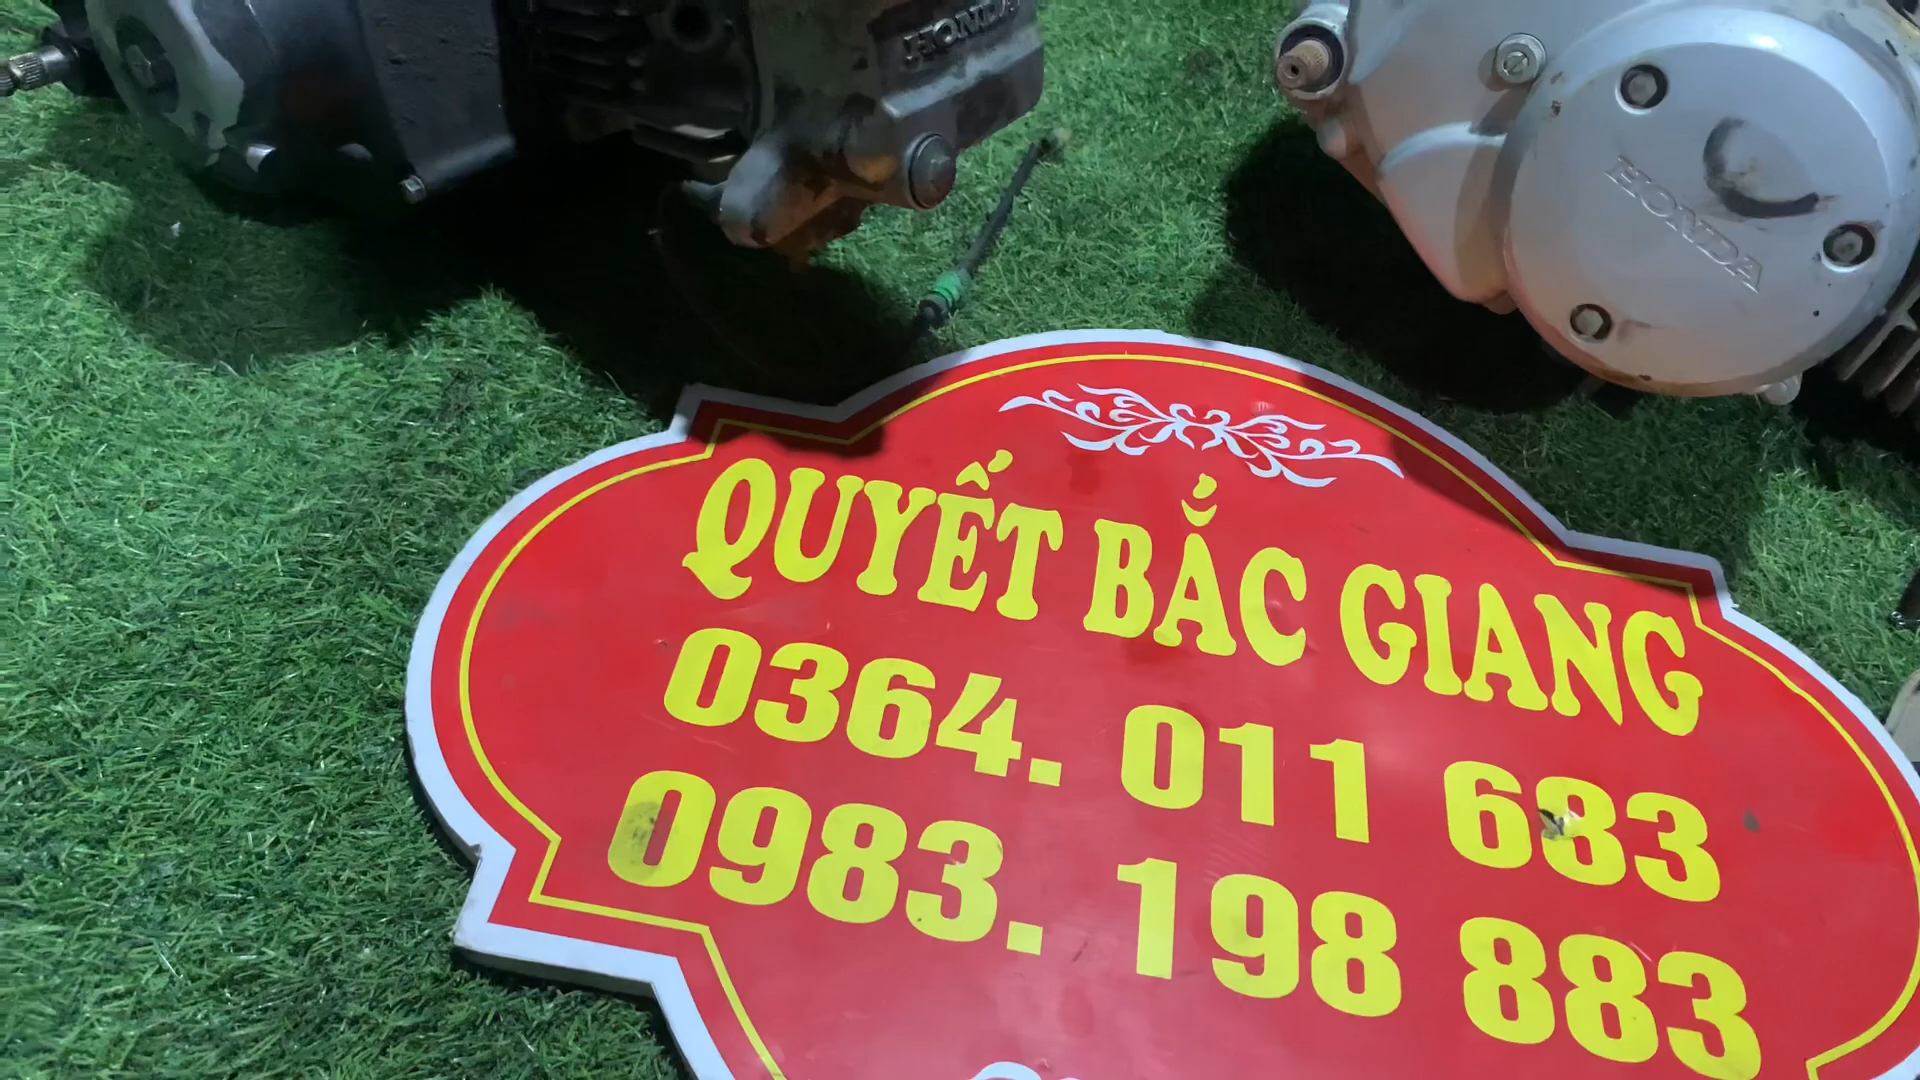 HONDA
HONDA
QUYẾT BẮC GIANG
0364. 011 683
0983. 198 883